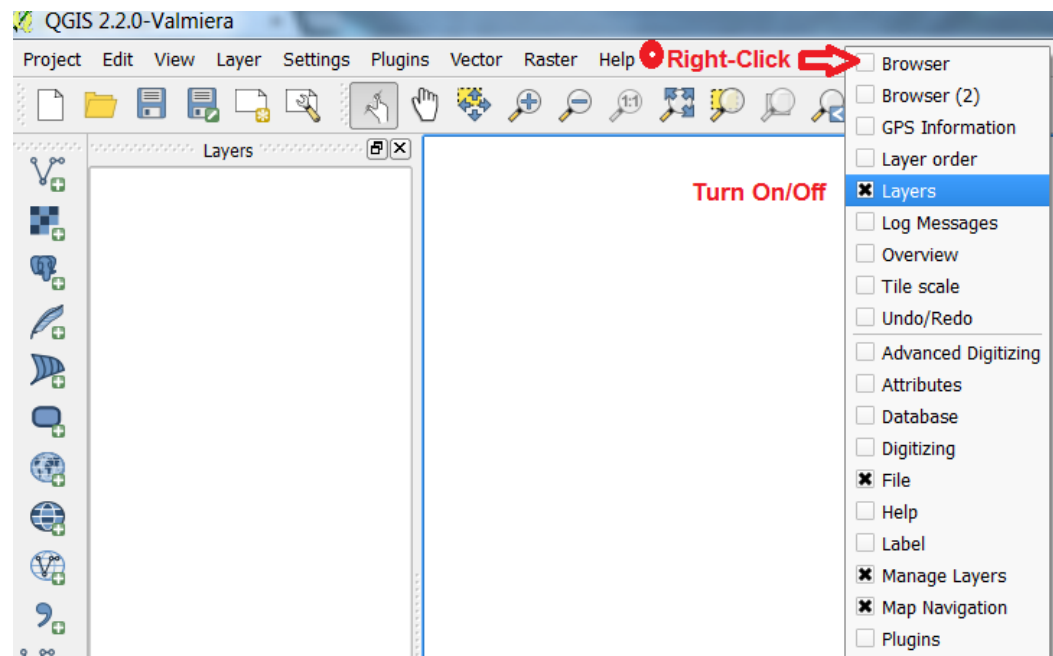 QGIS 2.2.0-Valmiera
Project Edit View Layer Settings Plugins Vector Raster Help Right-Click
1:1
Layers
Turn On/Off
Browser
Browser (2)
GPS Information
Layer order
Layers
Log Messages
Overview
Tile scale
Undo/Redo
Advanced Digitizing
Attributes
Database
Digitizing
File
Help
Label
Manage Layers
Map Navigation
Plugins